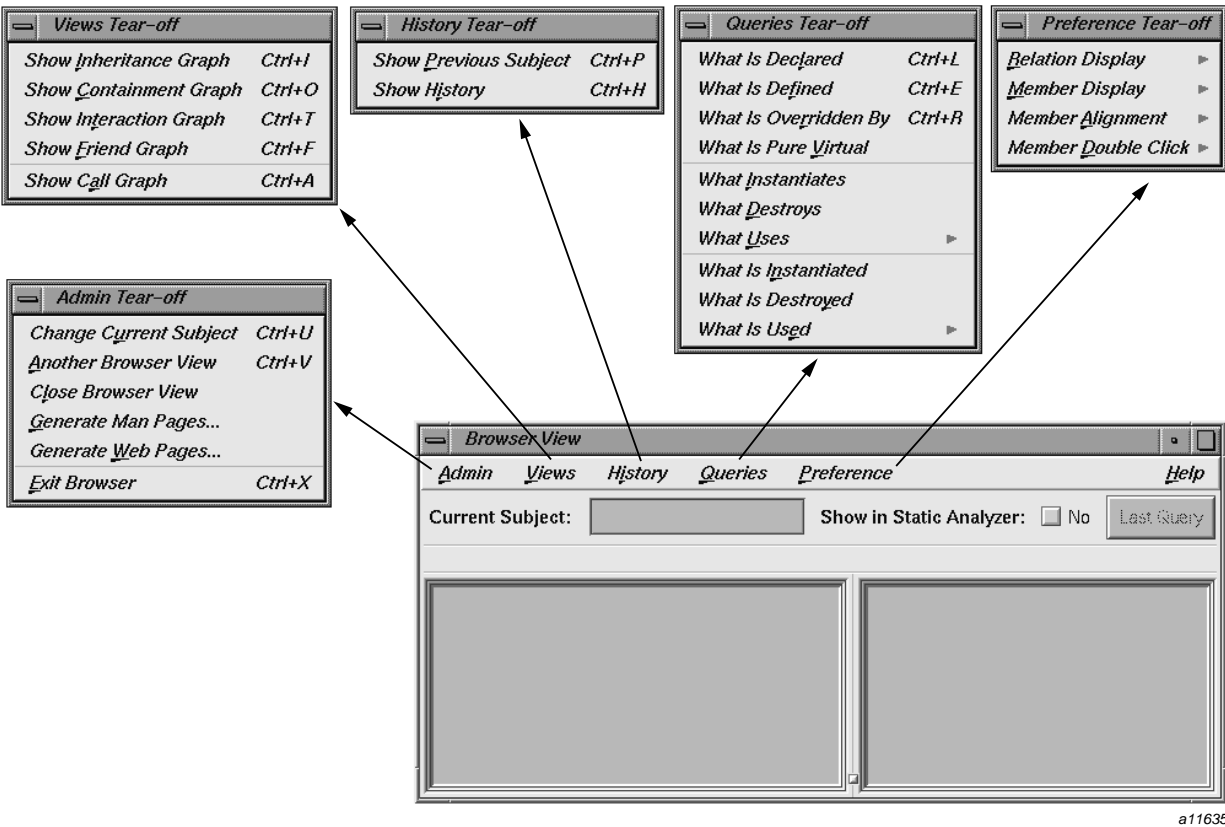 Views Tear-off
Show Inheritance Graph Ctrl+I
Show Containment Graph Ctrl+O
Show Interaction Graph Ctrl+T
Show Friend Graph Ctrl+F
Show Call Graph Ctrl+A
History Tear-off
Show Previous Subject Ctrl+P
Show History Ctrl+H
Queries Tear-off
What Is Declared Ctrl+L
What Is Defined Ctrl+E
What Is Overridden By Ctrl+R
What Is Pure Virtual
What Instantiates
What Destroys
What Uses
What Is Instantiated
What Is Destroyed
What Is Used
Preference Tear-off
Relation Display
Member Display
Member Alignment
Member Double Click
Admin Tear-off
Change Current Subject Ctrl+U
Another Browser View Ctrl+V
Close Browser View
Generate Man Pages...
Generate Web Pages...
Exit Browser Ctrl+X
Browser View
Admin Views History Queries Preference Help
Current Subject: Show in Static Analyzer: No Last Query
a11635